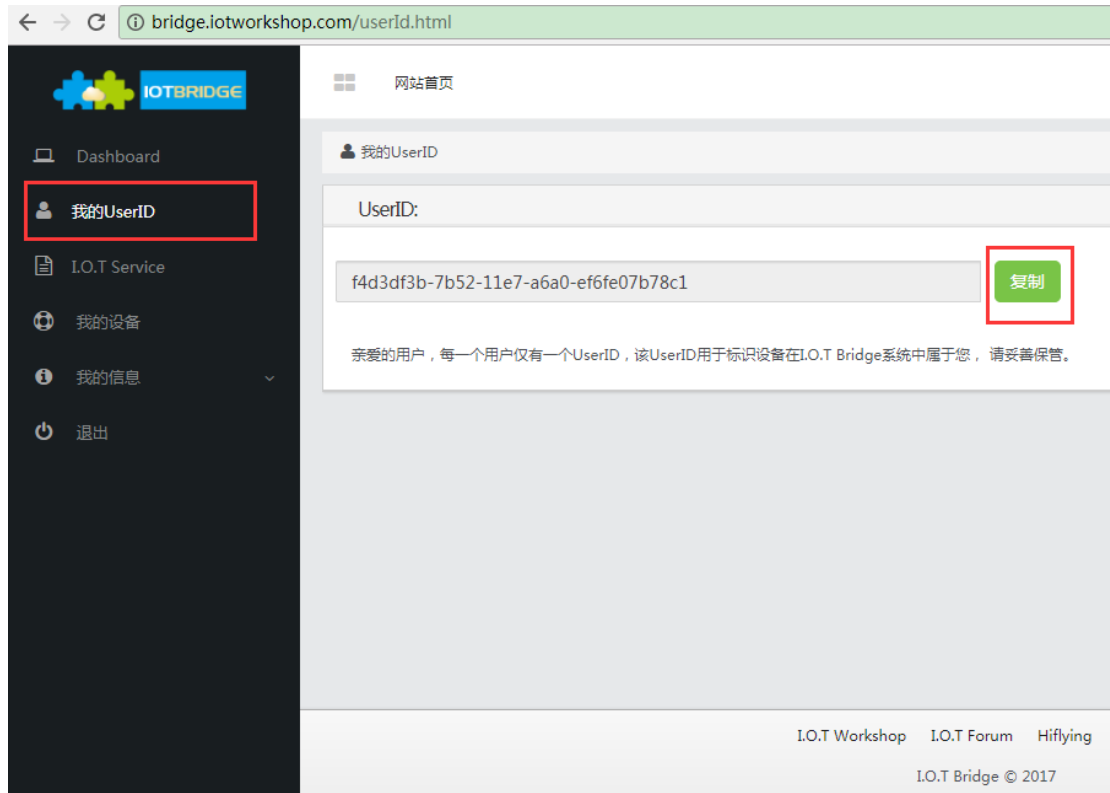 bridge.iotworkshop.com/userId.html
IOTBRIDGE
网站首页
Dashboard
我的UserID
I.O.T Service
我的设备
我的信息
退出
我的UserID
UserID:
f4d3df3b-7b52-11e7-a6a0-ef6fe07b78c1
复制
亲爱的用户，每一个用户仅有一个UserID，该UserID用于标识设备在I.O.T Bridge系统中属于您， 请妥善保管。
I.O.T Workshop I.O.T Forum Hiflying
I.O.T Bridge © 2017